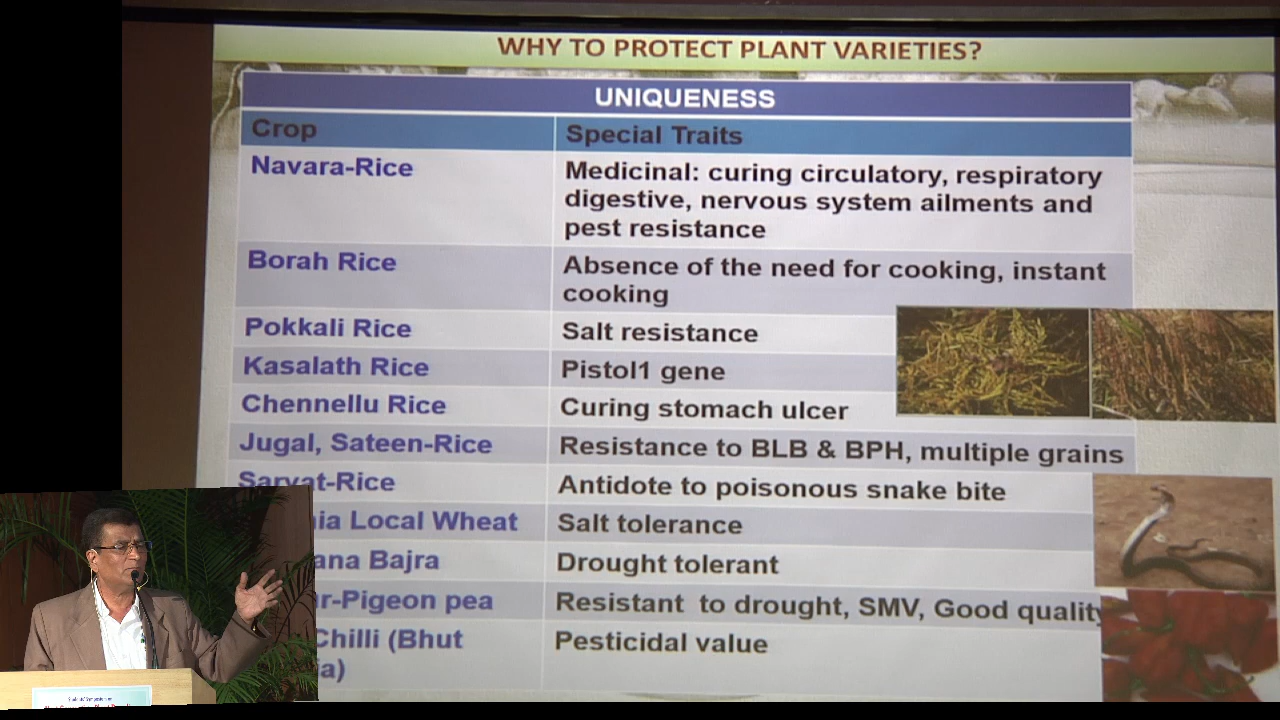 WHY TO PROTECT PLANT VARIETIES?
UNIQUENESS
Crop Special Traits
Navara-Rice Medicinal: curing circulatory, respiratory
digestive, nervous system ailments and
pest resistance
Borah Rice Absence of the need for cooking, instant
cooking
Pokkali Rice Salt resistance
Kasalath Rice Pistol1 gene
Chennellu Rice Curing stomach ulcer
Jugal, Sateen-Rice Resistance to BLB & BPH, multiple grains
Sarvat-Rice Antidote to poisonous snake bite
Local Wheat Salt tolerance
Bajra Drought tolerant
Pigeon pea Resistant to drought, SMV, Good quality
Chilli (Bhut Pesticidal value